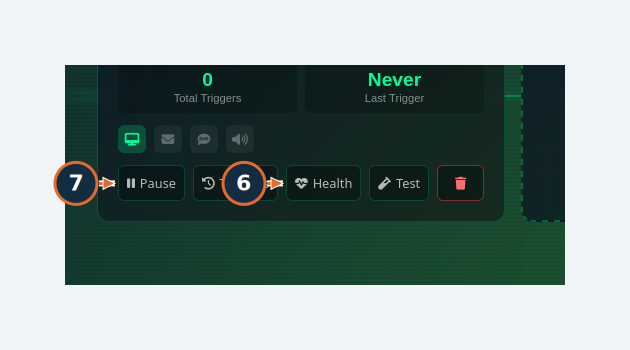 0
Total Triggers
Never
Last Trigger
7
Pause
6
Health
Test